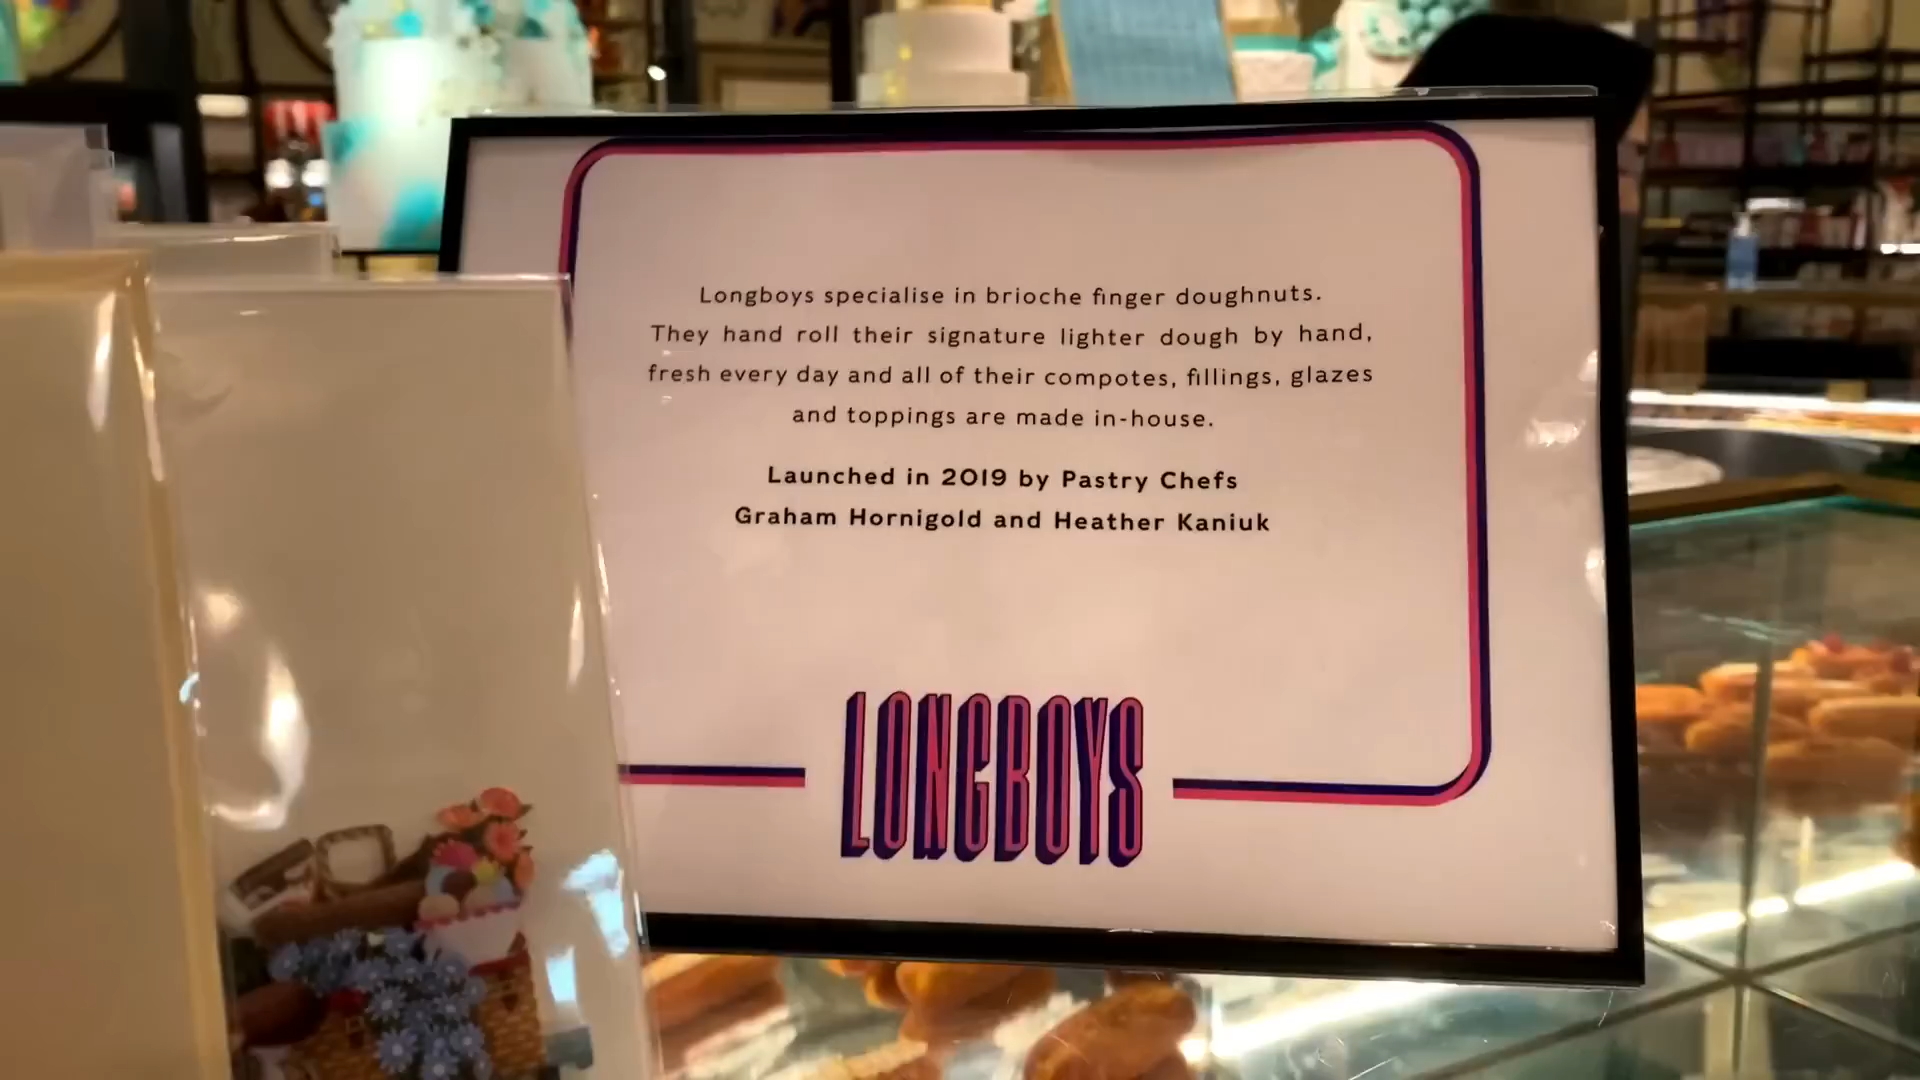 Longboys specialise in brioche finger doughnuts.
They hand roll their signature lighter dough by hand,
fresh every day and all of their compotes, fillings, glazes
and toppings are made in-house.
Launched in 2019 by Pastry Chefs
Graham Hornigold and Heather Kaniuk
LONGBOYS